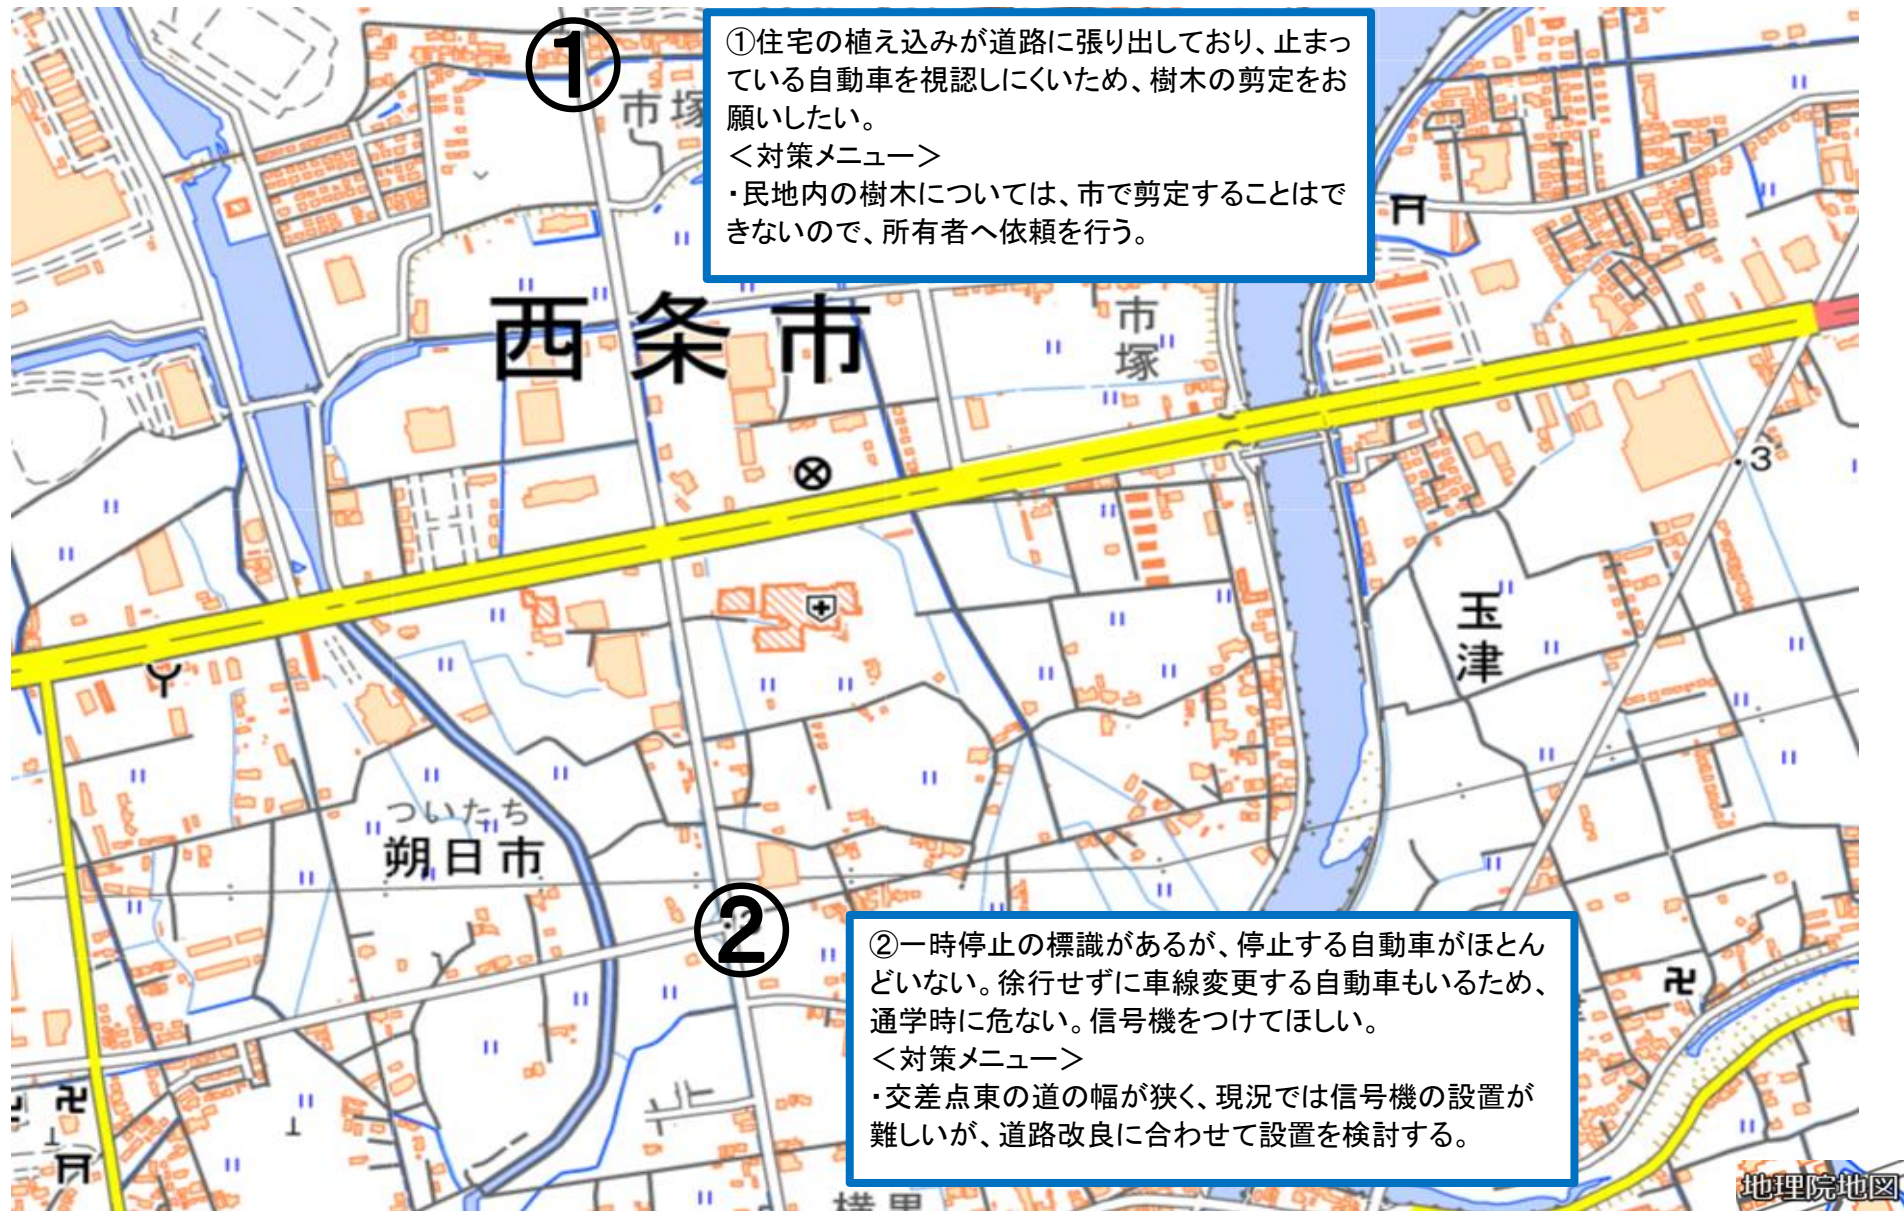 ①
①住宅の植え込みが道路に張り出しており、止まっ
ている自動車を視認しにくいため、樹木の剪定をお
願いしたい。
＜対策メニュー＞
・民地内の樹木については、市で剪定することはで
きないので、所有者へ依頼を行う。
市塚
西条市
市塚
3
玉津
ついたち
朔日市
②
②一時停止の標識があるが、停止する自動車がほとん
どいない。徐行せずに車線変更する自動車もいるため、
通学時に危ない。信号機をつけてほしい。
＜対策メニュー＞
・交差点東の道の幅が狭く、現況では信号機の設置が
難しいが、道路改良に合わせて設置を検討する。
地理院地図